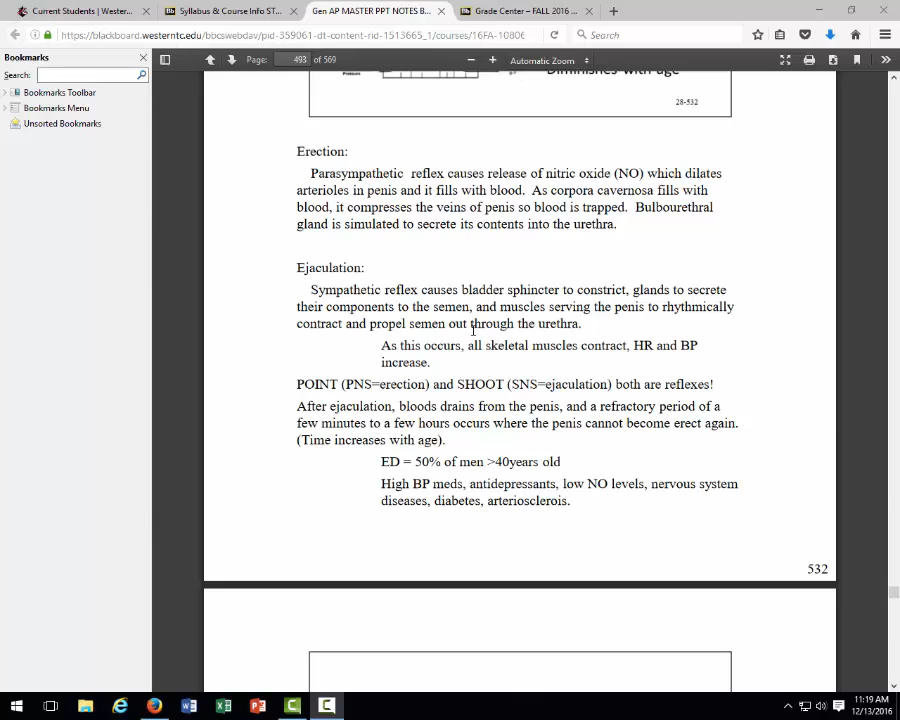 Current Students | Wester...
Syllabus & Course Info ST...
Gen AP MASTER PPT NOTES B...
Grade Center – FALL 2016 ...
https://blackboard.westerntc.edu/bbcswebdav/pid-359061-dt-content-rid-1513665_1/courses/16FA-10806
Search
Bookmarks
Page: 493 of 569
Automatic Zoom
Search:
Bookmarks Toolbar
Bookmarks Menu
Unsorted Bookmarks
Diminishes with age
28-532
Erection:
Parasympathetic reflex causes release of nitric oxide (NO) which dilates
arterioles in penis and it fills with blood. As corpora cavernosa fills with
blood, it compresses the veins of penis so blood is trapped. Bulbourethral
gland is simulated to secrete its contents into the urethra.
Ejaculation:
Sympathetic reflex causes bladder sphincter to constrict, glands to secrete
their components to the semen, and muscles serving the penis to rhythmically
contract and propel semen out through the urethra.
As this occurs, all skeletal muscles contract, HR and BP
increase.
POINT (PNS=erection) and SHOOT (SNS=ejaculation) both are reflexes!
After ejaculation, bloods drains from the penis, and a refractory period of a
few minutes to a few hours occurs where the penis cannot become erect again.
(Time increases with age).
ED = 50% of men >40years old
High BP meds, antidepressants, low NO levels, nervous system
diseases, diabetes, arteriosclerois.
532
11:19 AM
12/13/2016